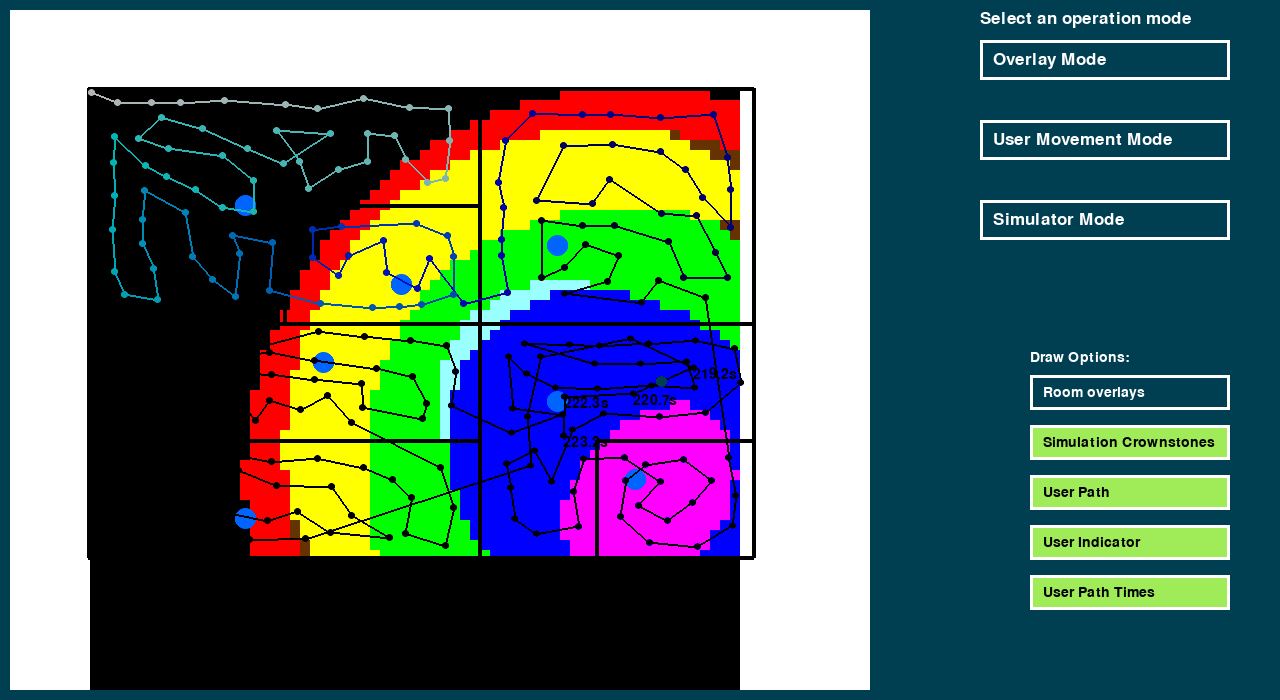 Select an operation mode
Overlay Mode
User Movement Mode
Simulator Mode
Draw Options:
Room overlays
Simulation Crownstones
User Path
User Indicator
User Path Times
219.2s
220.7s
222.3s
223.2s